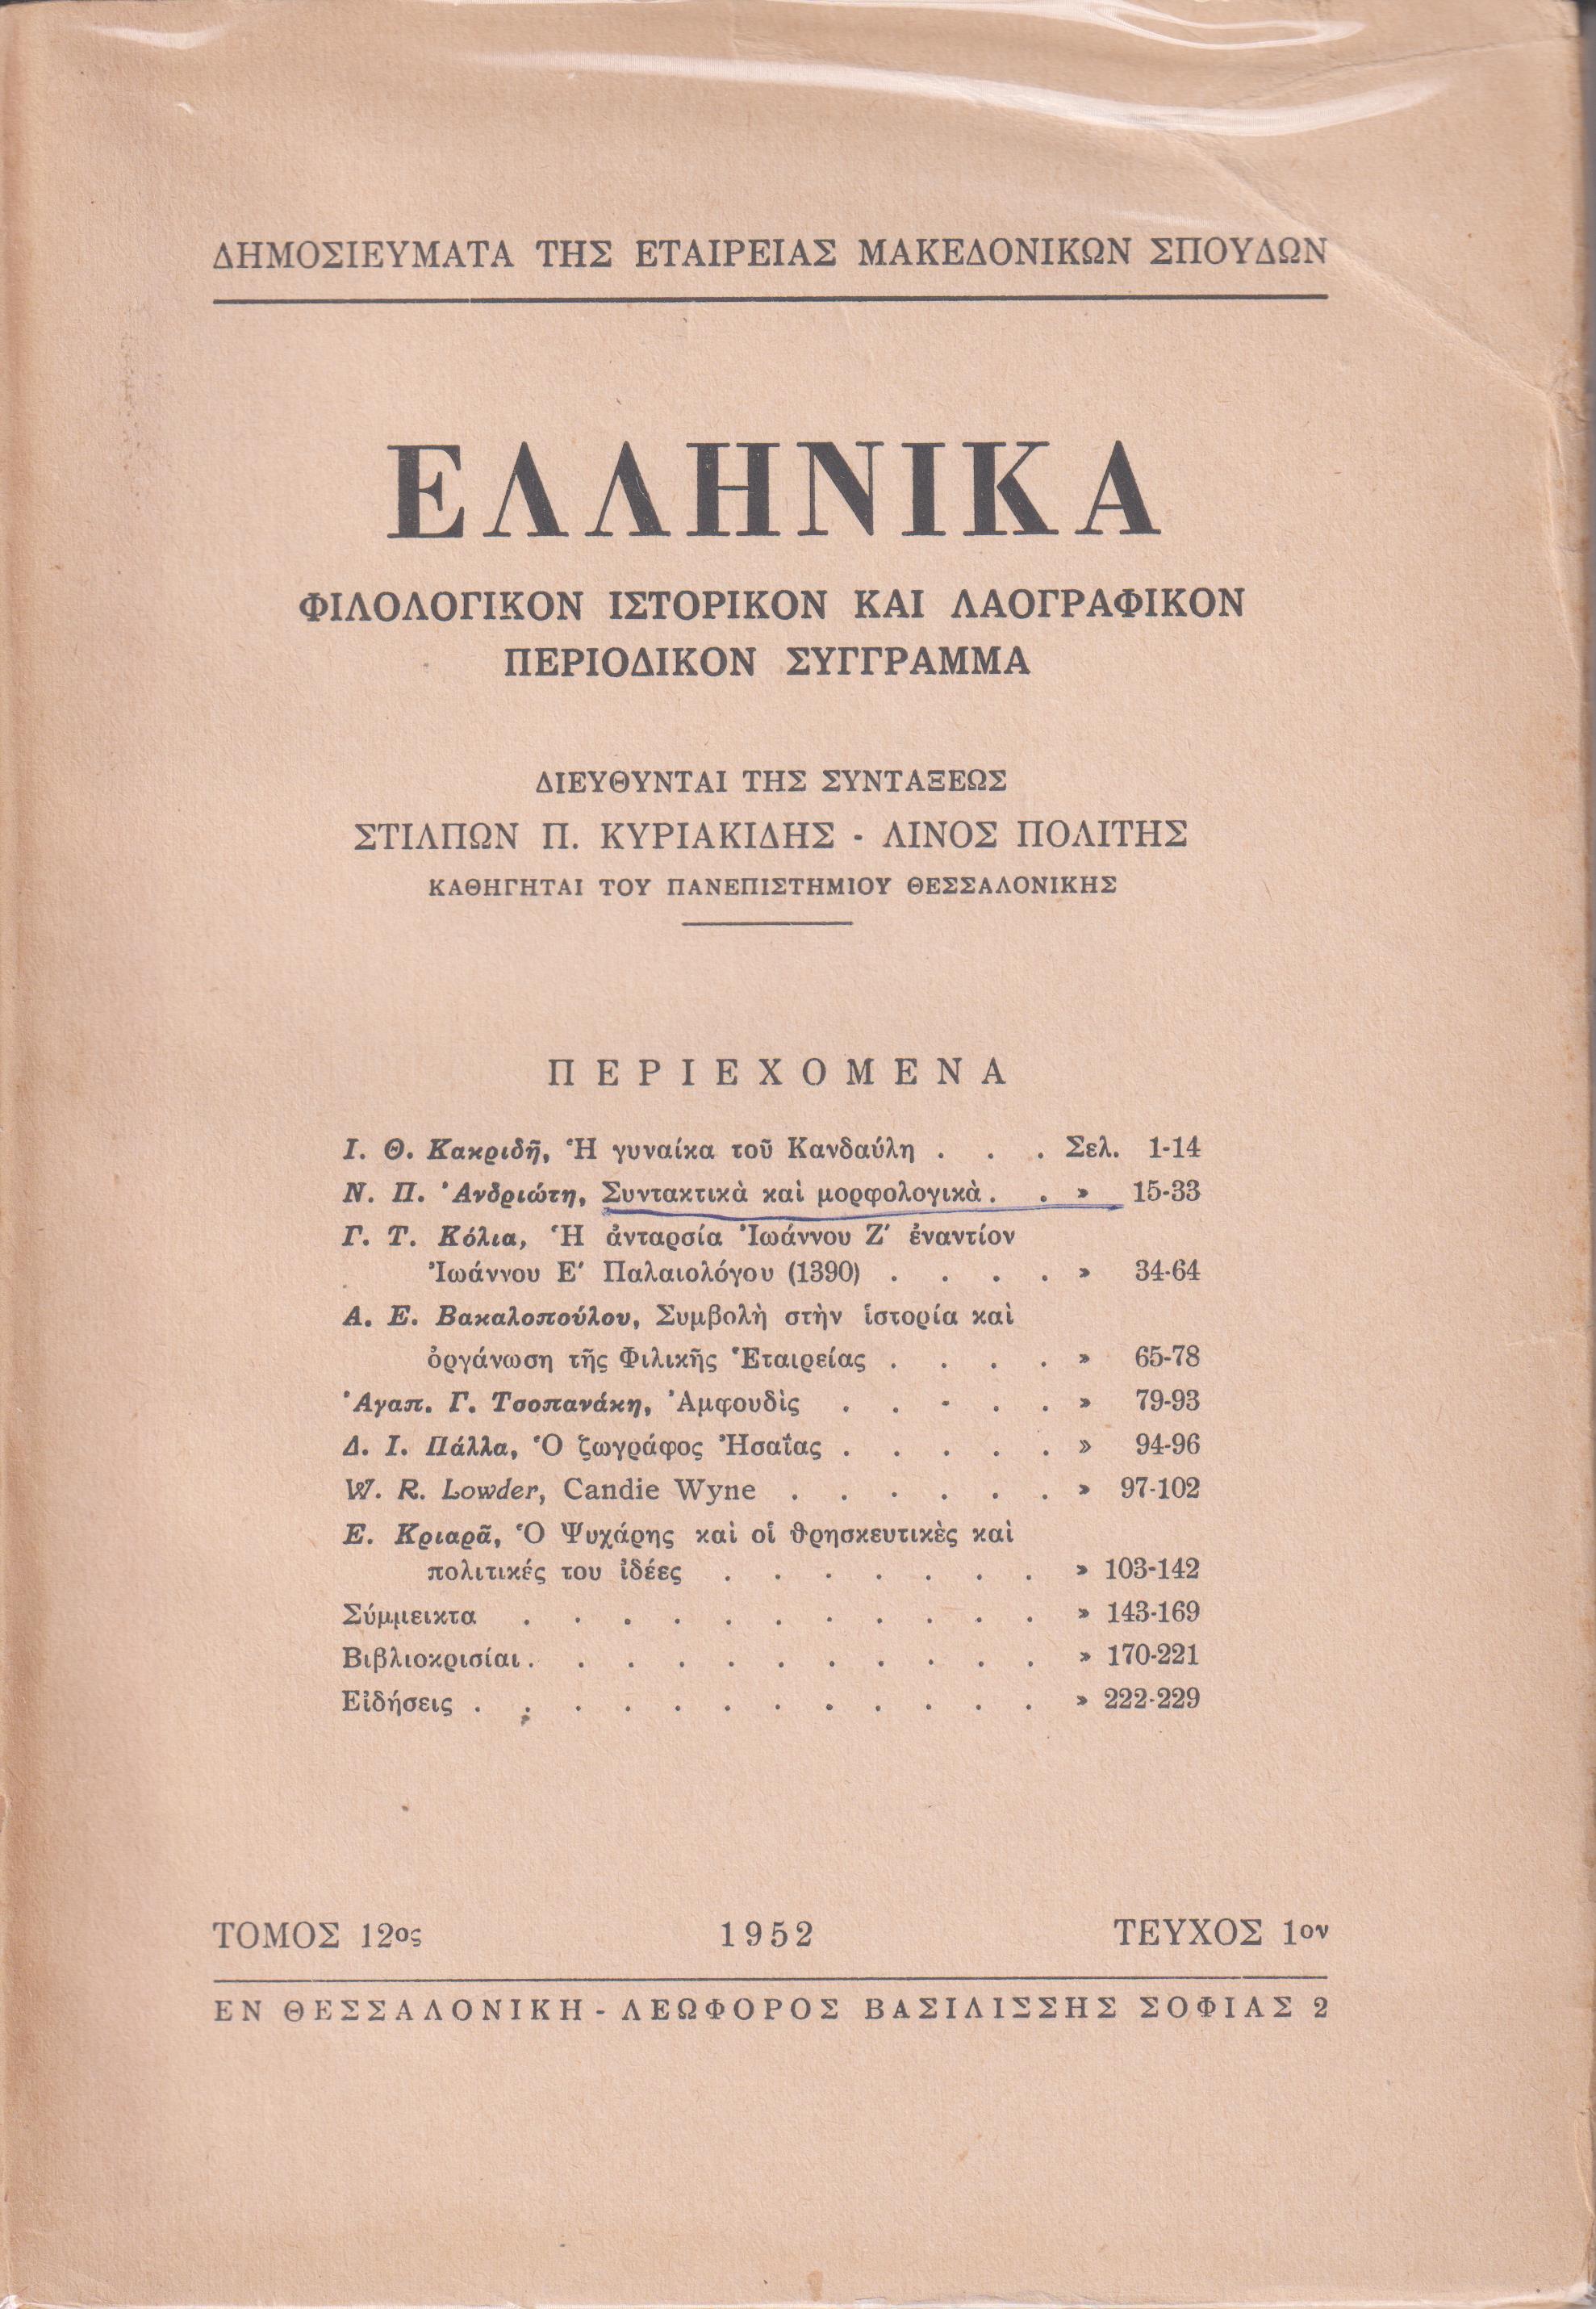 ΔΗΜΟΣΙΕΥΜΑΤΑ ΤΗΣ ΕΤΑΙΡΕΙΑΣ ΜΑΚΕΔΟΝΙΚΩΝ ΣΠΟΥΔΩΝ
ΕΛΛΗΝΙΚΑ
ΦΙΛΟΛΟΓΙΚΟΝ ΙΣΤΟΡΙΚΟΝ ΚΑΙ ΛΑΟΓΡΑΦΙΚΟΝ
ΠΕΡΙΟΔΙΚΟΝ ΣΥΓΓΡΑΜΜΑ
ΔΙΕΥΘΥΝΤΑΙ ΤΗΣ ΣΥΝΤΑΞΕΩΣ
ΣΤΙΛΠΩΝ Π. ΚΥΡΙΑΚΙΔΗΣ - ΛΙΝΟΣ ΠΟΛΙΤΗΣ
ΚΑΘΗΓΗΤΑΙ ΤΟΥ ΠΑΝΕΠΙΣΤΗΜΙΟΥ ΘΕΣΣΑΛΟΝΙΚΗΣ
ΠΕΡΙΕΧΟΜΕΝΑ
Ι. Θ. Κακριδῆ, Ἡ γυναίκα τοῦ Κανδαύλη . . . Σελ. 1-14
Ν. Π. Ἀνδριώτη, Συντακτικὰ καὶ μορφολογικὰ . . » 15-33
Γ. Τ. Κόλια, Ἡ ἀνταρσία Ἰωάννου Ζ΄ ἐναντίον
Ἰωάννου Ε΄ Παλαιολόγου (1390) . . . . » 34-64
Α. Ε. Βακαλοπούλου, Συμβολὴ στὴν ἱστορία καὶ
ὀργάνωση τῆς Φιλικῆς Ἑταιρείας . . . . » 65-78
Ἀγαπ. Γ. Τσοπανάκη, Ἀμφουδὶς . . . . . » 79-93
Δ. Ι. Πάλλα, Ὁ ζωγράφος Ἠσαΐας . . . . . » 94-96
W. R. Lowder, Candie Wyne . . . . . . » 97-102
Ε. Κριαρᾶ, Ὁ Ψυχάρης καὶ οἱ θρησκευτικὲς καὶ
πολιτικές του ἰδέες . . . . . . . » 103-142
Σύμμεικτα . . . . . . . . . . . » 143-169
Βιβλιοκρισίαι . . . . . . . . . . . » 170-221
Εἰδήσεις . . . . . . . . . . . . » 222-229
ΤΟΜΟΣ 12ος 1952 ΤΕΥΧΟΣ 1ον
ΕΝ ΘΕΣΣΑΛΟΝΙΚΗ - ΛΕΩΦΟΡΟΣ ΒΑΣΙΛΙΣΣΗΣ ΣΟΦΙΑΣ 2